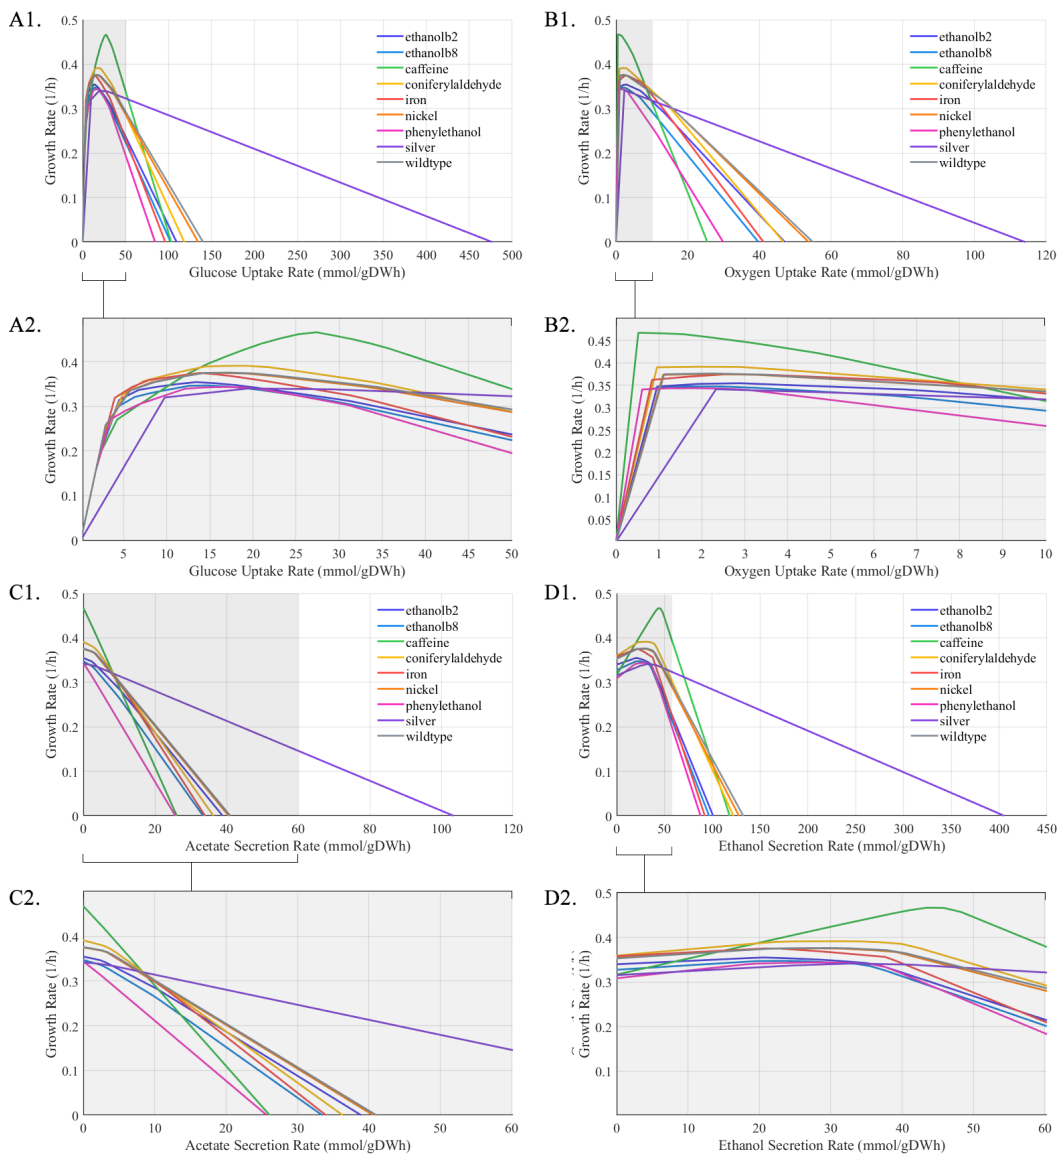 A1.
0.5
0.4
0.3
0.2
0.1
0
Growth Rate (1/h)
ethanolb2
ethanolb8
caffeine
coniferylaldehyde
iron
nickel
phenylethanol
silver
wildtype
0 50 100 150 200 250 300 350 400 450 500
Glucose Uptake Rate (mmol/gDWh)
B1.
0.5
0.4
0.3
0.2
0.1
0
Growth Rate (1/h)
ethanolb2
ethanolb8
caffeine
coniferylaldehyde
iron
nickel
phenylethanol
silver
wildtype
0 20 40 60 80 100 120
Oxygen Uptake Rate (mmol/gDWh)
A2.
0.4
0.3
0.2
0.1
0
Growth Rate (1/h)
5 10 15 20 25 30 35 40 45 50
Glucose Uptake Rate (mmol/gDWh)
B2.
0.45
0.4
0.35
0.3
0.25
0.2
0.15
0.1
0.05
Growth Rate (1/h)
0 1 2 3 4 5 6 7 8 9 10
Oxygen Uptake Rate (mmol/gDWh)
C1.
0.5
0.4
0.3
0.2
0.1
0
Growth Rate (1/h)
ethanolb2
ethanolb8
caffeine
coniferylaldehyde
iron
nickel
phenylethanol
silver
wildtype
0 20 40 60 80 100 120
Acetate Secretion Rate (mmol/gDWh)
D1.
0.5
0.4
0.3
0.2
0.1
0
Growth Rate (1/h)
ethanolb2
ethanolb8
caffeine
coniferylaldehyde
iron
nickel
phenylethanol
silver
wildtype
0 50 100 150 200 250 300 350 400 450
Ethanol Secretion Rate (mmol/gDWh)
C2.
0.4
0.3
0.2
0.1
0
Growth Rate (1/h)
0 10 20 30 40 50 60
Acetate Secretion Rate (mmol/gDWh)
D2.
0.5
0.4
0.3
0.2
0.1
Growth Rate (1/h)
0 10 20 30 40 50 60
Ethanol Secretion Rate (mmol/gDWh)